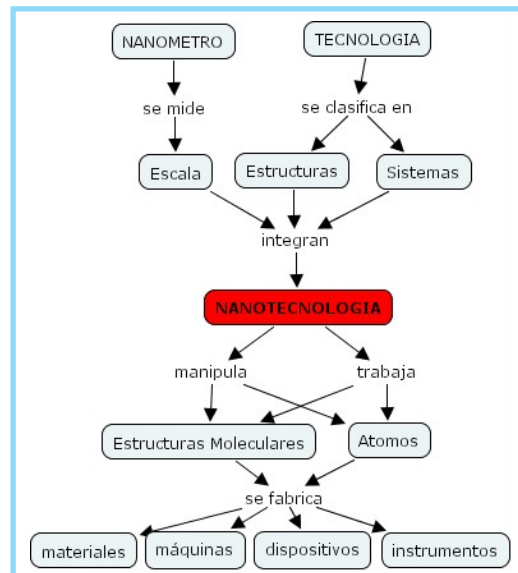 NANOMETRO
TECNOLOGIA
se mide
se clasifica en
Escala
Estructuras
Sistemas
integran
NANOTECNOLOGIA
manipula
trabaja
Estructuras Moleculares
Atomos
se fabrica
materiales
máquinas
dispositivos
instrumentos